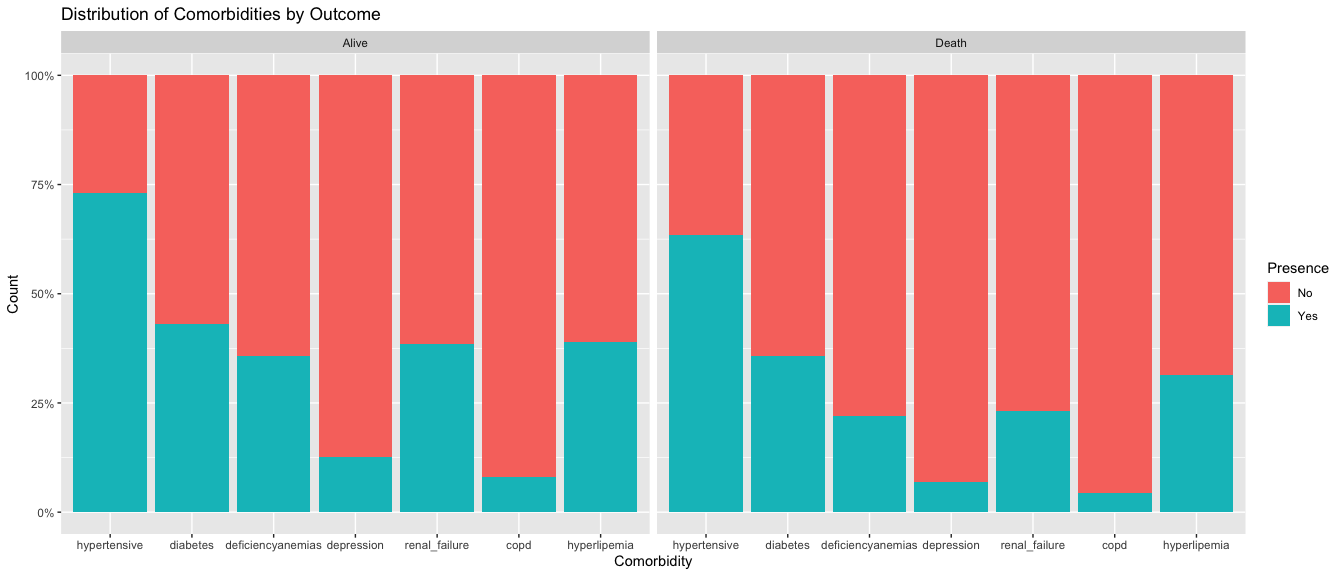 Distribution of Comorbidities by Outcome
Alive
Death
100%
75%
50%
25%
0%
Count
hypertensive diabetes deficiencyanemias depression renal_failure copd hyperlipemia
hypertensive diabetes deficiencyanemias depression renal_failure copd hyperlipemia
Comorbidity
Presence
No
Yes